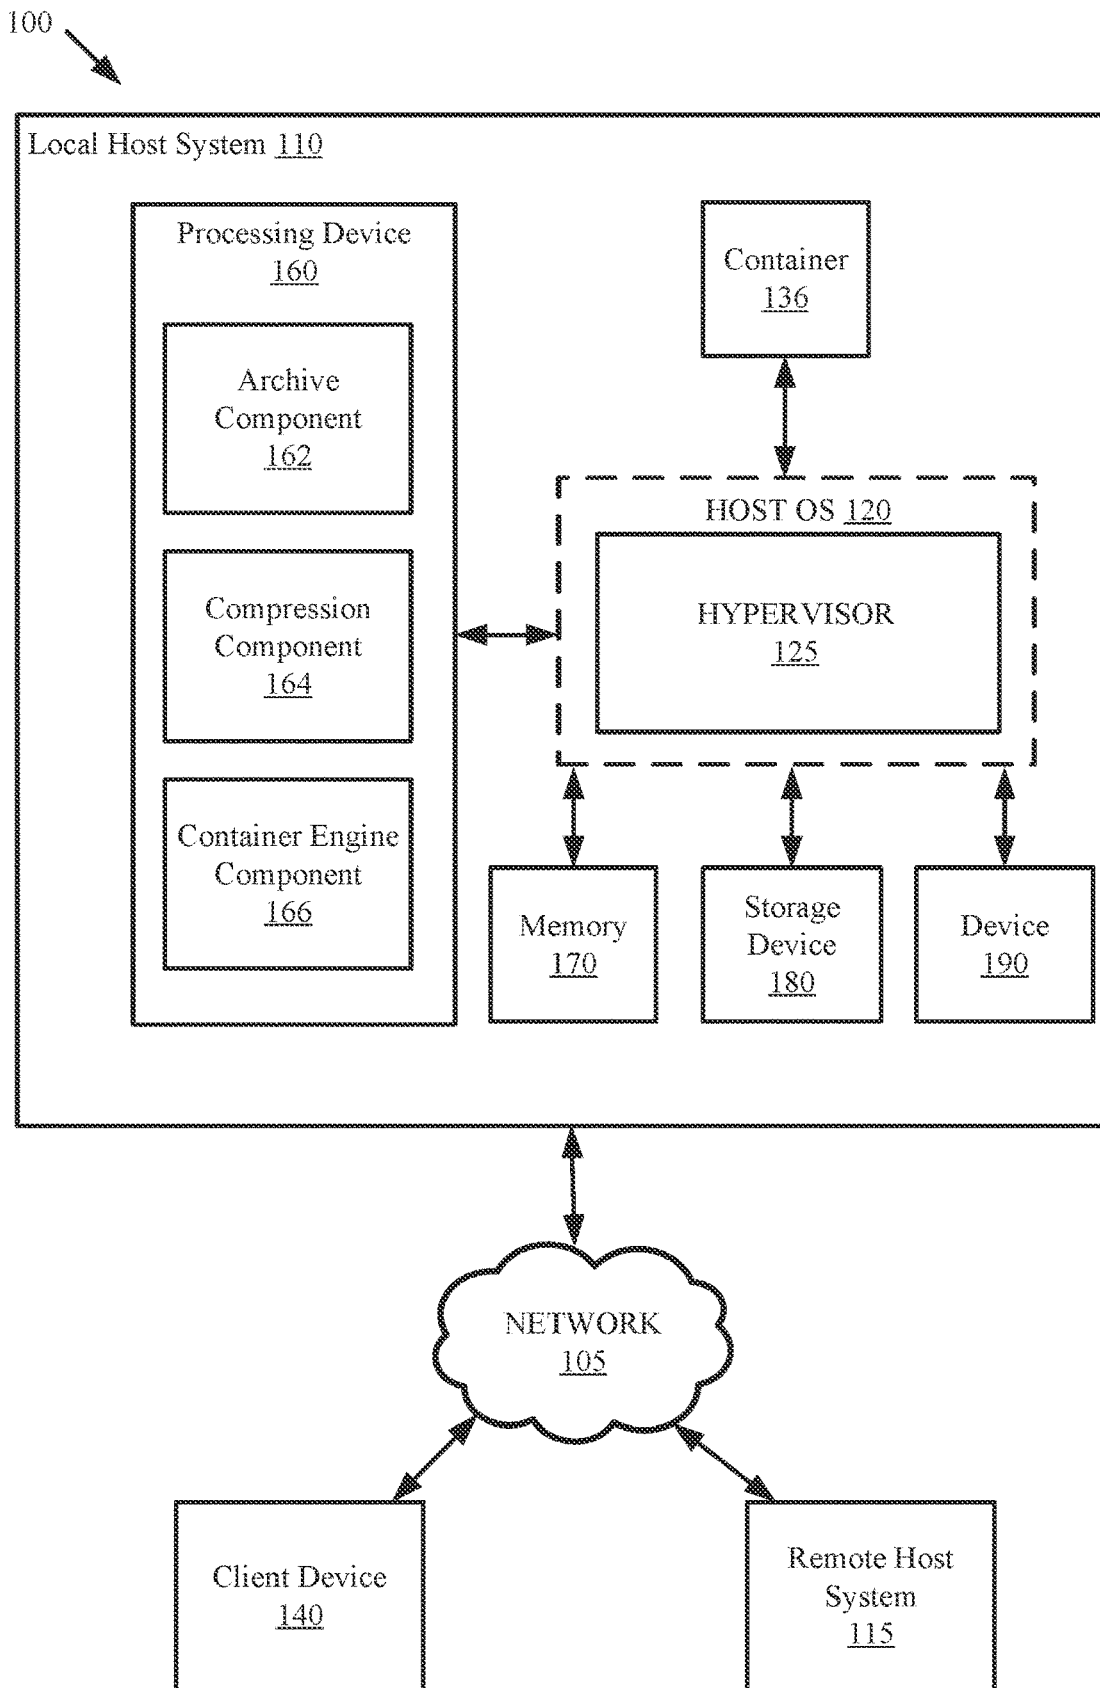 100
Local Host System 110
Processing Device
160
Archive
Component
162
Compression
Component
164
Container Engine
Component
166
Container
136
HOST OS 120
HYPERVISOR
125
Memory
170
Storage
Device
180
Device
190
NETWORK
105
Client Device
140
Remote Host
System
115